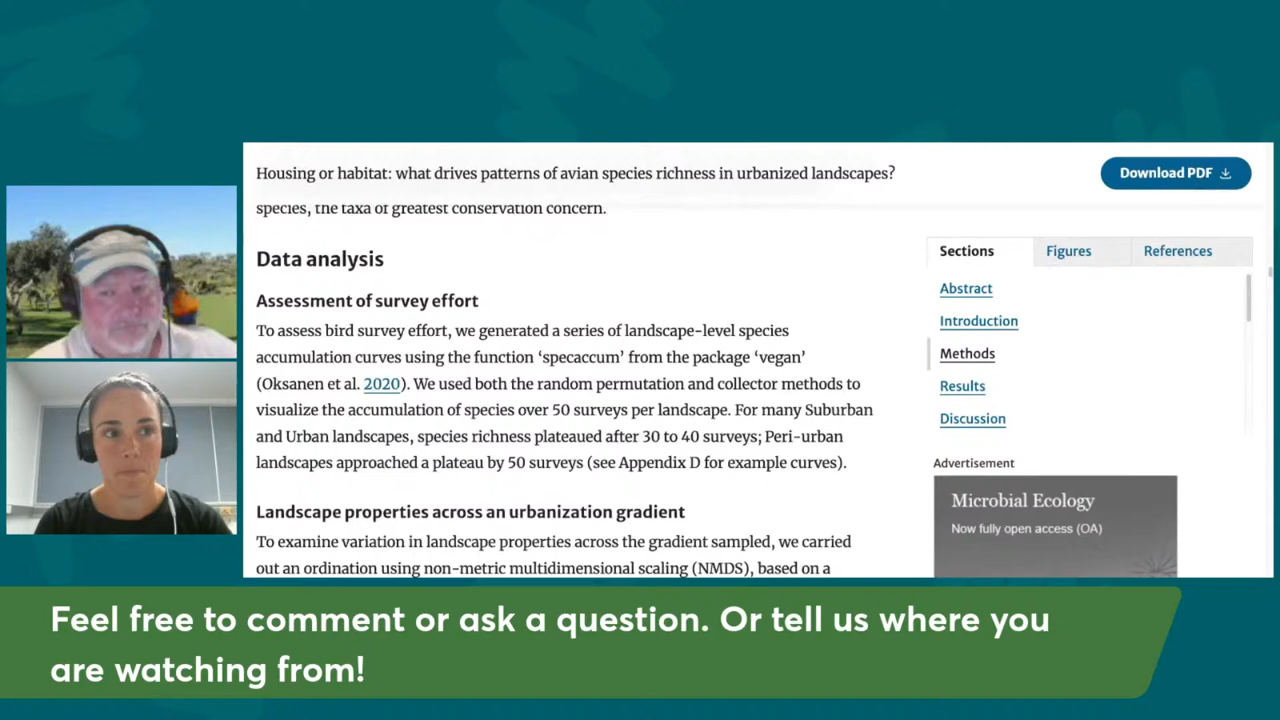 Housing or habitat: what drives patterns of avian species richness in urbanized landscapes?
Download PDF
species, the taxa of greatest conservation concern.
Data analysis
Assessment of survey effort
To assess bird survey effort, we generated a series of landscape-level species
accumulation curves using the function ‘specaccum’ from the package ‘vegan’
(Oksanen et al. 2020). We used both the random permutation and collector methods to
visualize the accumulation of species over 50 surveys per landscape. For many Suburban
and Urban landscapes, species richness plateaued after 30 to 40 surveys; Peri-urban
landscapes approached a plateau by 50 surveys (see Appendix D for example curves).
Landscape properties across an urbanization gradient
To examine variation in landscape properties across the gradient sampled, we carried
out an ordination using non-metric multidimensional scaling (NMDS), based on a
Sections
Figures
References
Abstract
Introduction
Methods
Results
Discussion
Advertisement
Microbial Ecology
Now fully open access (OA)
Feel free to comment or ask a question. Or tell us where you
are watching from!